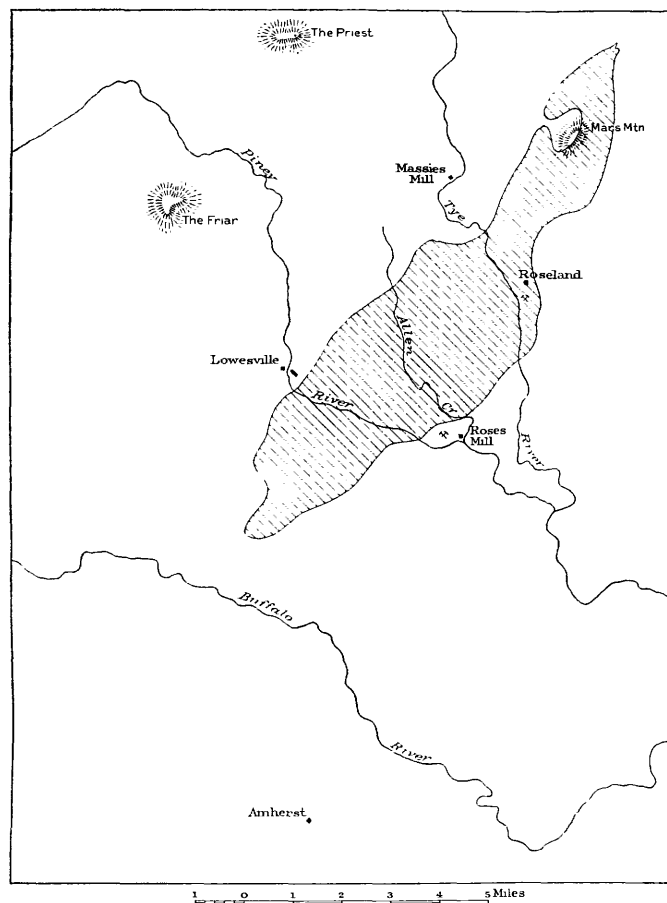 The Priest
Macs Mtn
Piney
Massies
Mill
Tye
The Friar
Roseland
Allen
Lowesville
River
Cr
Roses
Mill
River
Buffalo
River
Amherst
1 0 1 2 3 4 5 Miles